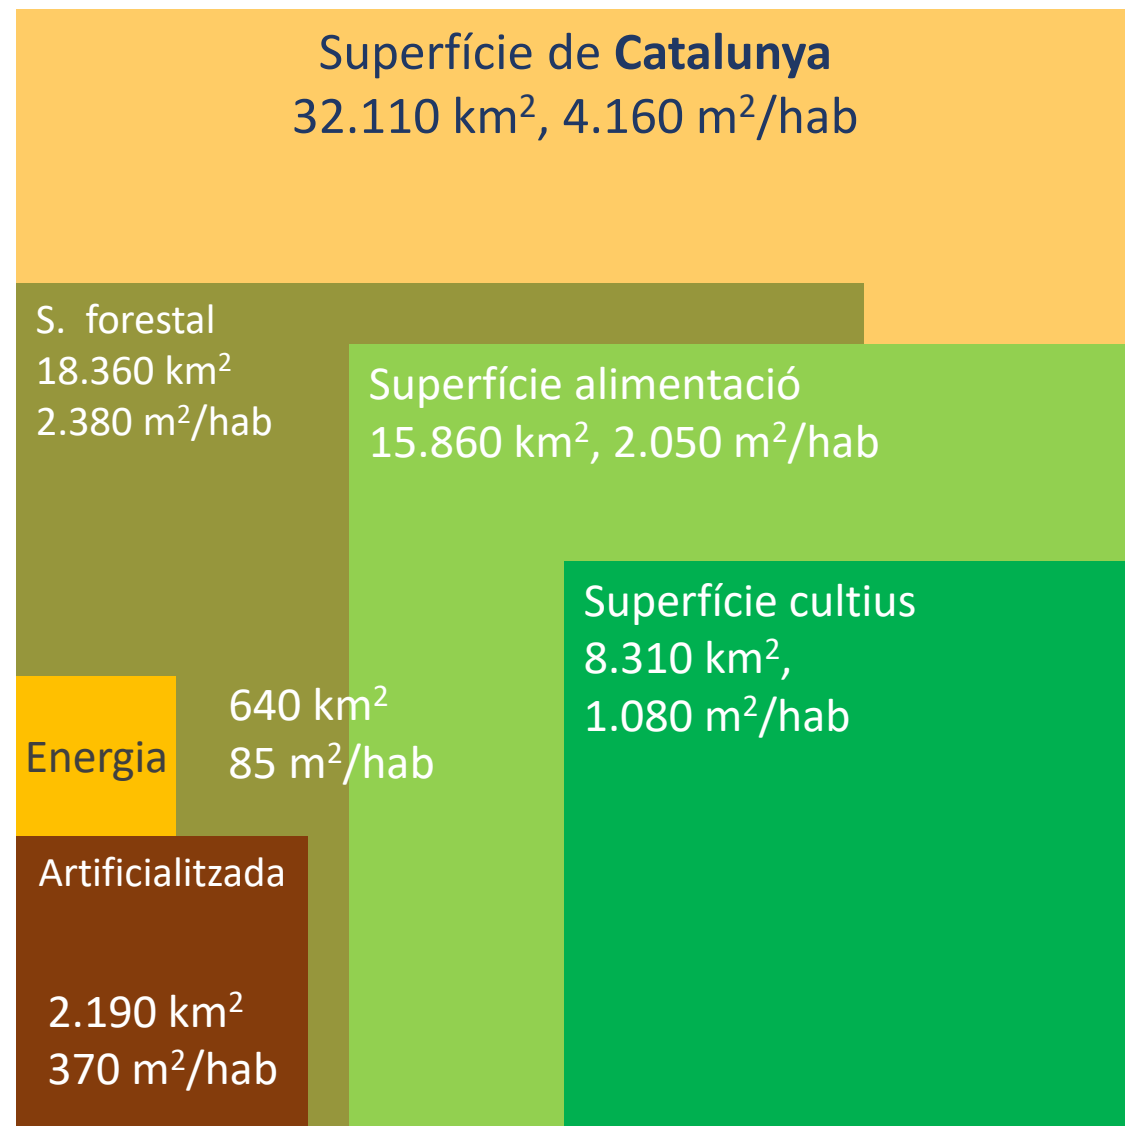 Superfície de Catalunya
32.110 km², 4.160 m²/hab
S. forestal
18.360 km²
2.380 m²/hab
Superfície alimentació
15.860 km², 2.050 m²/hab
Superfície cultius
8.310 km²,
1.080 m²/hab
640 km²
85 m²/hab
Energia
Artificialitzada
2.190 km²
370 m²/hab